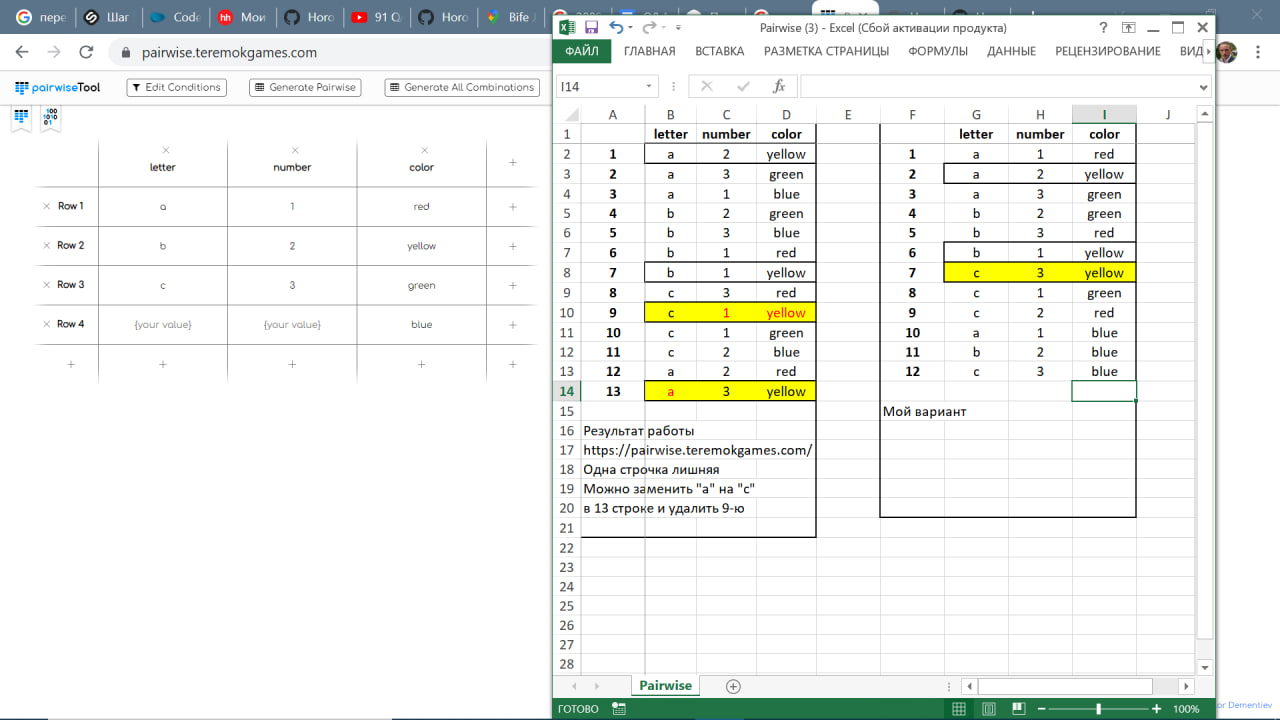 пере
Шаб
Code
hh Мои
Horo
91 Q
Horo
Bife .
Pairwise (3) - Excel (Сбой активации продукта)
pairwise.teremokgames.com
ФАЙЛ ГЛАВНАЯ ВСТАВКА РАЗМЕТКА СТРАНИЦЫ ФОРМУЛЫ ДАННЫЕ РЕЦЕНЗИРОВАНИЕ ВИД
pairwiseTool Edit Conditions Generate Pairwise Generate All Combinations
I14 fx
letter number color
Row 1 a 1 red
Row 2 b 2 yellow
Row 3 c 3 green
Row 4 {your value} {your value} blue
A B C D E F G H I J
1 letter number color letter number color
2 1 a 2 yellow 1 a 1 red
3 2 a 3 green 2 a 2 yellow
4 3 a 1 blue 3 a 3 green
5 4 b 2 green 4 b 2 green
6 5 b 3 blue 5 b 3 red
7 6 b 1 red 6 b 1 yellow
8 7 b 1 yellow 7 c 3 yellow
9 8 c 3 red 8 c 1 green
10 9 c 1 yellow 9 c 2 red
11 10 c 1 green 10 a 1 blue
12 11 c 2 blue 11 b 2 blue
13 12 a 2 red 12 c 3 blue
14 13 a 3 yellow
15 Мой вариант
16 Результат работы
17 https://pairwise.teremokgames.com/
18 Одна строчка лишняя
19 Можно заменить "a" на "c"
20 в 13 строке и удалить 9-ю
21
22
23
24
25
26
27
28
Pairwise
ГОТОВО 100%
or Dementiev